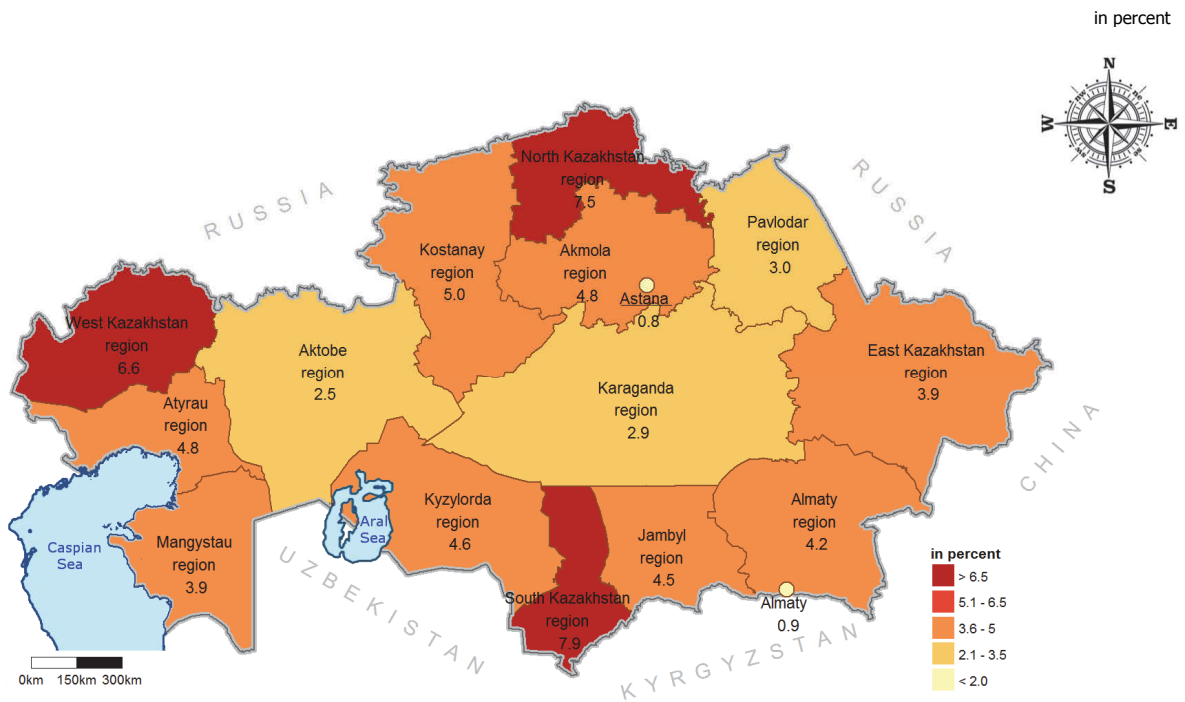 in percent
N
nw
ne
W
E
S
RUSSIA
RUSSIA
North Kazakhstan
region
7.5
Pavlodar
region
3.0
Kostanay
region
5.0
Akmola
region
4.8
Astana
0.8
West Kazakhstan
region
6.6
Aktobe
region
2.5
East Kazakhstan
region
3.9
Karaganda
region
2.9
Atyrau
region
4.8
CHINA
Kyzylorda
region
4.6
Almaty
region
4.2
Aral
Sea
Jambyl
region
4.5
Caspian
Sea
Mangystau
region
3.9
UZBEKISTAN
South Kazakhstan
region
7.9
Almaty
0.9
KYRGYZSTAN
in percent
> 6.5
5.1 - 6.5
3.6 - 5
2.1 - 3.5
< 2.0
0km 150km 300km